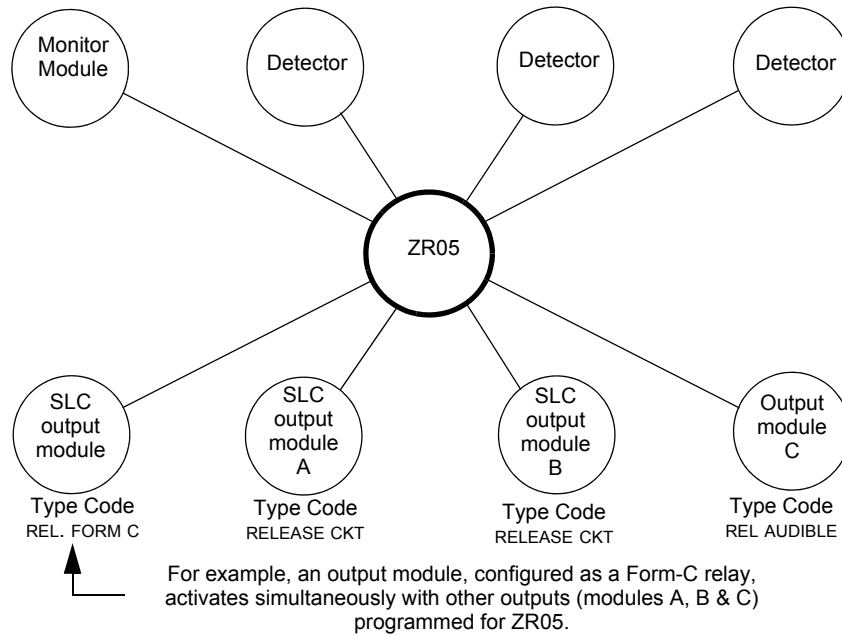 Monitor
Module
Detector
Detector
Detector
ZR05
SLC
output
module
SLC
output
module
A
SLC
output
module
B
Output
module
C
Type Code
REL. FORM C
Type Code
RELEASE CKT
Type Code
RELEASE CKT
Type Code
REL AUDIBLE
For example, an output module, configured as a Form-C relay,
activates simultaneously with other outputs (modules A, B & C)
programmed for ZR05.